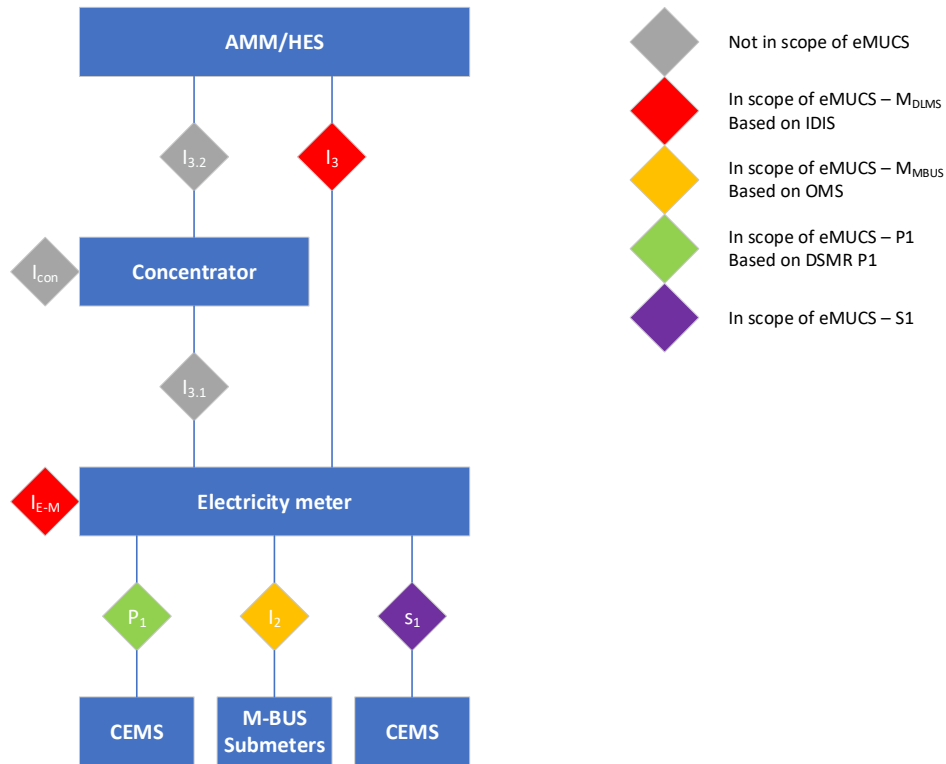 AMM/HES
I3.2
I3
Concentrator
Icon
I3.1
Electricity meter
IE-M
P1
I2
S1
CEMS
M-BUS
Submeters
CEMS
Not in scope of eMUCS
In scope of eMUCS – MDLMS
Based on IDIS
In scope of eMUCS – MMBUS
Based on OMS
In scope of eMUCS – P1
Based on DSMR P1
In scope of eMUCS – S1